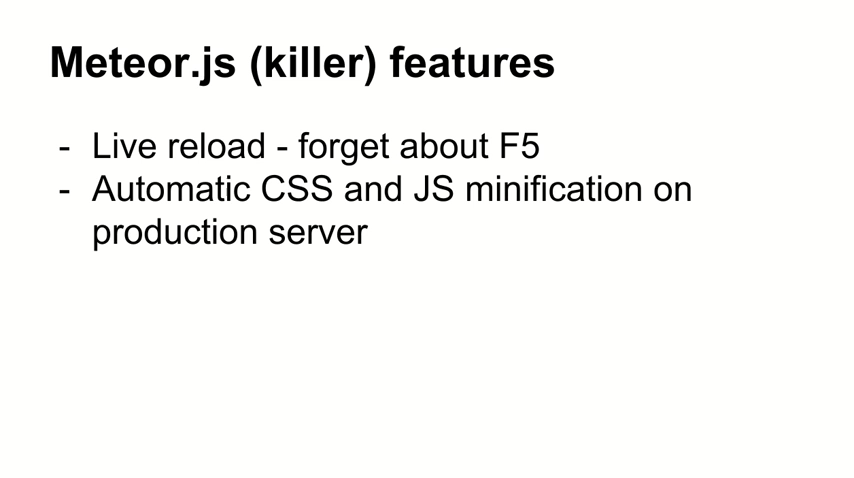 Meteor.js (killer) features
- Live reload - forget about F5
- Automatic CSS and JS minification on
production server